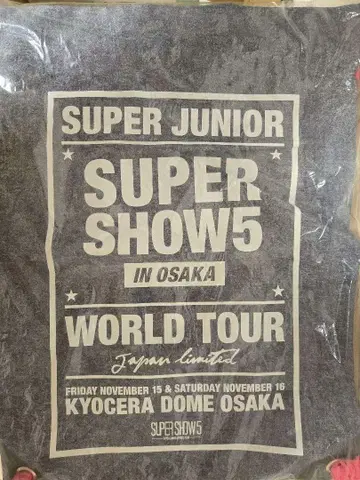 SUPER JUNIOR
SUPER
SHOW5
IN OSAKA
WORLD TOUR
Japan limited
FRIDAY NOVEMBER 15 & SATURDAY NOVEMBER 16
KYOCERA DOME OSAKA
SUPER SHOW5